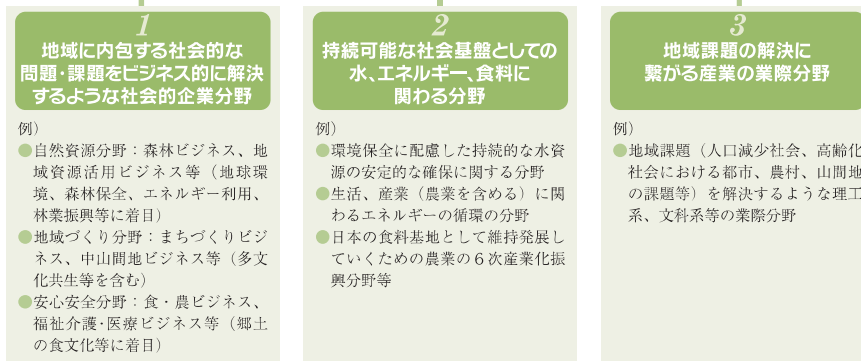 1
地域に内包する社会的な
問題・課題をビジネス的に解決
するような社会的企業分野
例）
●自然資源分野：森林ビジネス、地
域資源活用ビジネス等（地球環
境、森林保全、エネルギー利用、
林業振興等に着目）
●地域づくり分野：まちづくりビジ
ネス、中山間地ビジネス等（多文
化共生等を含む）
●安心安全分野：食・農ビジネス、
福祉介護・医療ビジネス等（郷土
の食文化等に着目）
2
持続可能な社会基盤としての
水、エネルギー、食料に
関わる分野
例）
●環境保全に配慮した持続的な水資
源の安定的な確保に関する分野
●生活、産業（農業を含める）に関
わるエネルギーの循環の分野
●日本の食料基地として維持発展し
ていくための農業の６次産業化振
興分野等
3
地域課題の解決に
繋がる産業の業際分野
例）
●地域課題（人口減少社会、高齢化
社会における都市、農村、山間地
の課題等）を解決するような理工
系、文科系等の業際分野